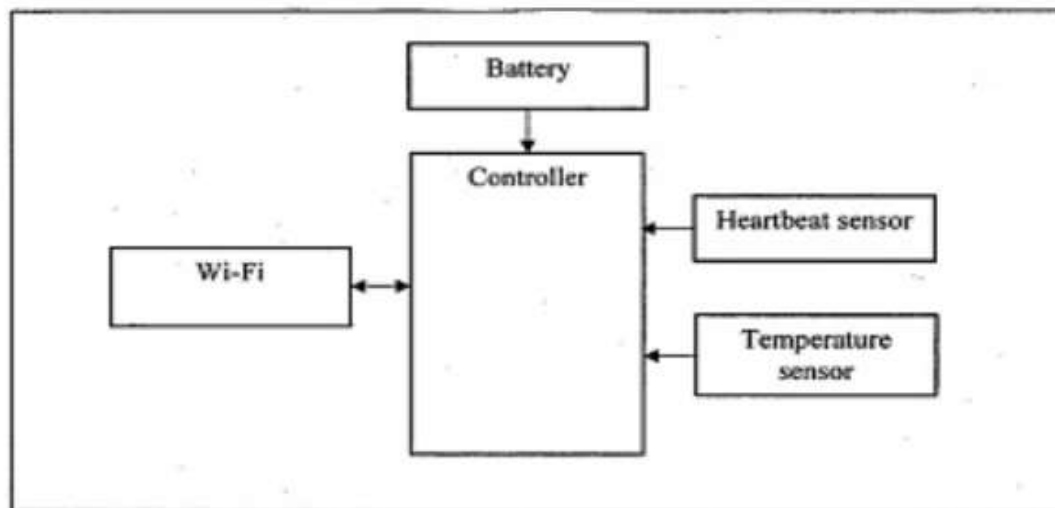 Battery
Controller
Heartbeat sensor
Wi-Fi
Temperature
sensor